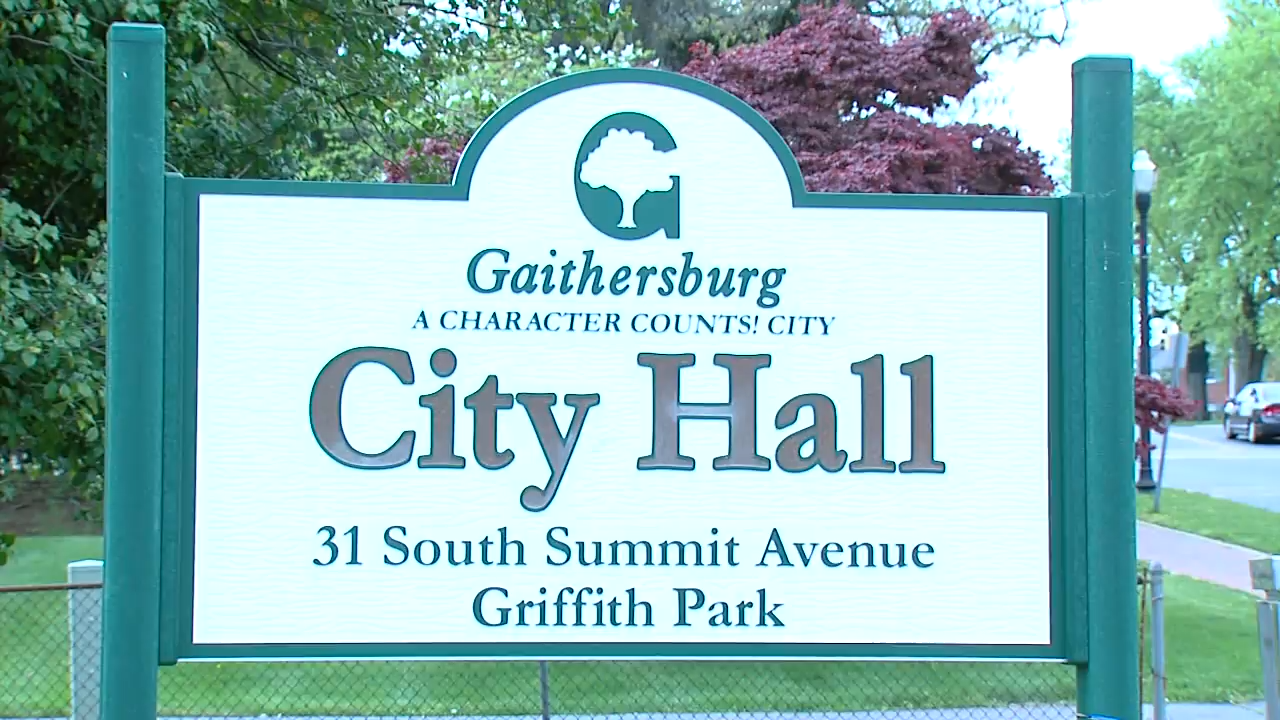 G
Gaithersburg
A CHARACTER COUNTS! CITY
City Hall
31 South Summit Avenue
Griffith Park